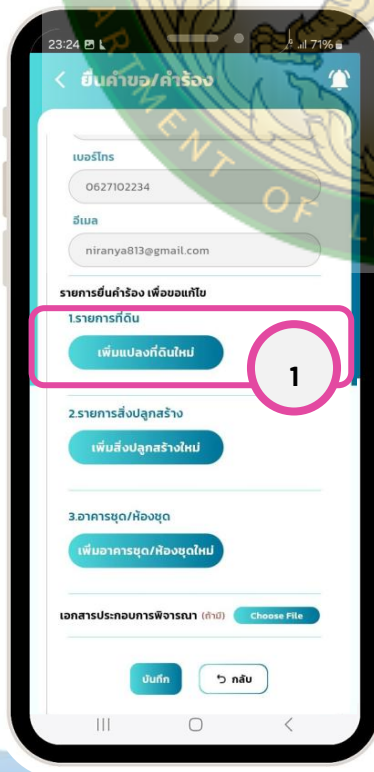 23:24
71%
ยื่นคำขอ/คำร้อง
ARTMENT OF L
เบอร์โทร
0627102234
อีเมล
niranya813@gmail.com
รายการยื่นคำร้อง เพื่อขอแก้ไข
1.รายการที่ดิน
เพิ่มแปลงที่ดินใหม่
1
2.รายการสิ่งปลูกสร้าง
เพิ่มสิ่งปลูกสร้างใหม่
3.อาคารชุด/ห้องชุด
เพิ่มอาคารชุด/ห้องชุดใหม่
เอกสารประกอบการพิจารณา (ถ้ามี) Choose File
บันทึก กลับ